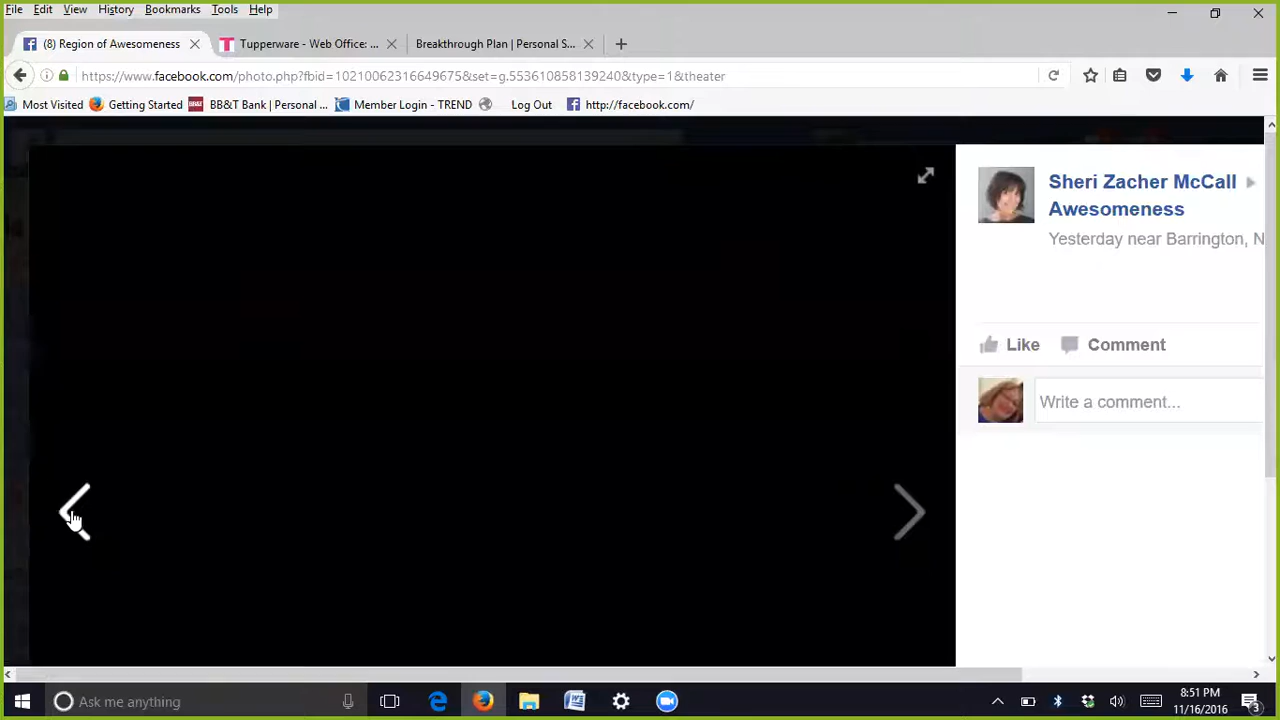 File Edit View History Bookmarks Tools Help
(8) Region of Awesomeness
Tupperware - Web Office: ...
Breakthrough Plan | Personal S...
https://www.facebook.com/photo.php?fbid=10210062316649675&set=g.553618558139240&type=1&theater
Most Visited Getting Started BB&T Bank | Personal ... Member Login - TREND Log Out http://facebook.com/
Sheri Zacher McCall
Awesomeness
Yesterday near Barrington, N
Like Comment
Write a comment...
Ask me anything
8:51 PM
11/16/2016
3